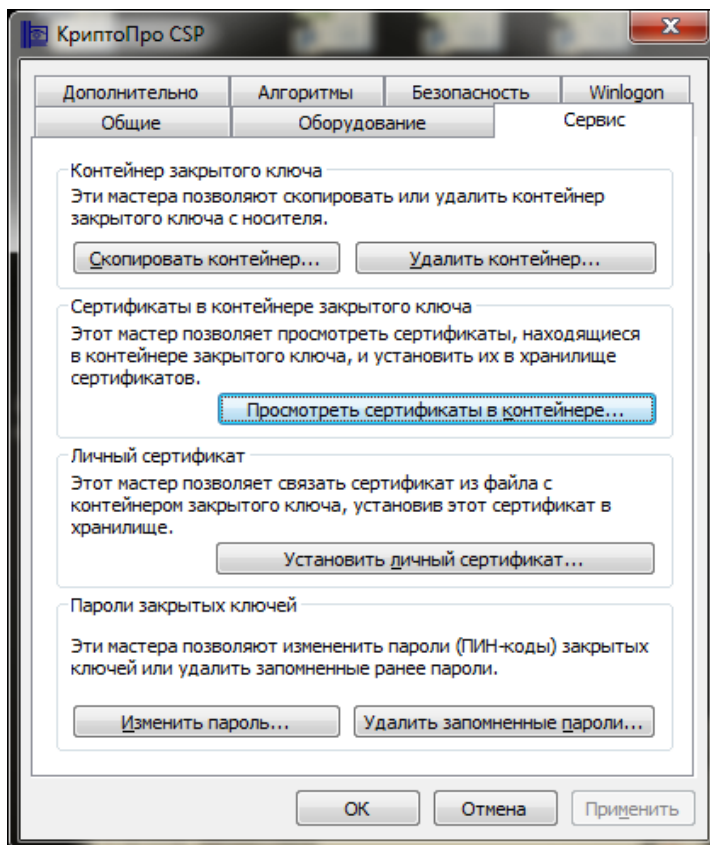 КриптоПро CSP
Дополнительно
Алгоритмы
Безопасность
Winlogon
Общие
Оборудование
Сервис
Контейнер закрытого ключа
Эти мастера позволяют скопировать или удалить контейнер
закрытого ключа с носителя.
Скопировать контейнер...
Удалить контейнер...
Сертификаты в контейнере закрытого ключа
Этот мастер позволяет просмотреть сертификаты, находящиеся
в контейнере закрытого ключа, и установить их в хранилище
сертификатов.
Просмотреть сертификаты в контейнере...
Личный сертификат
Этот мастер позволяет связать сертификат из файла с
контейнером закрытого ключа, установив этот сертификат в
хранилище.
Установить личный сертификат...
Пароли закрытых ключей
Эти мастера позволяют измененить пароли (ПИН-коды) закрытых
ключей или удалить запомненные ранее пароли.
Изменить пароль...
Удалить запомненные пароли...
ОК
Отмена
Применить